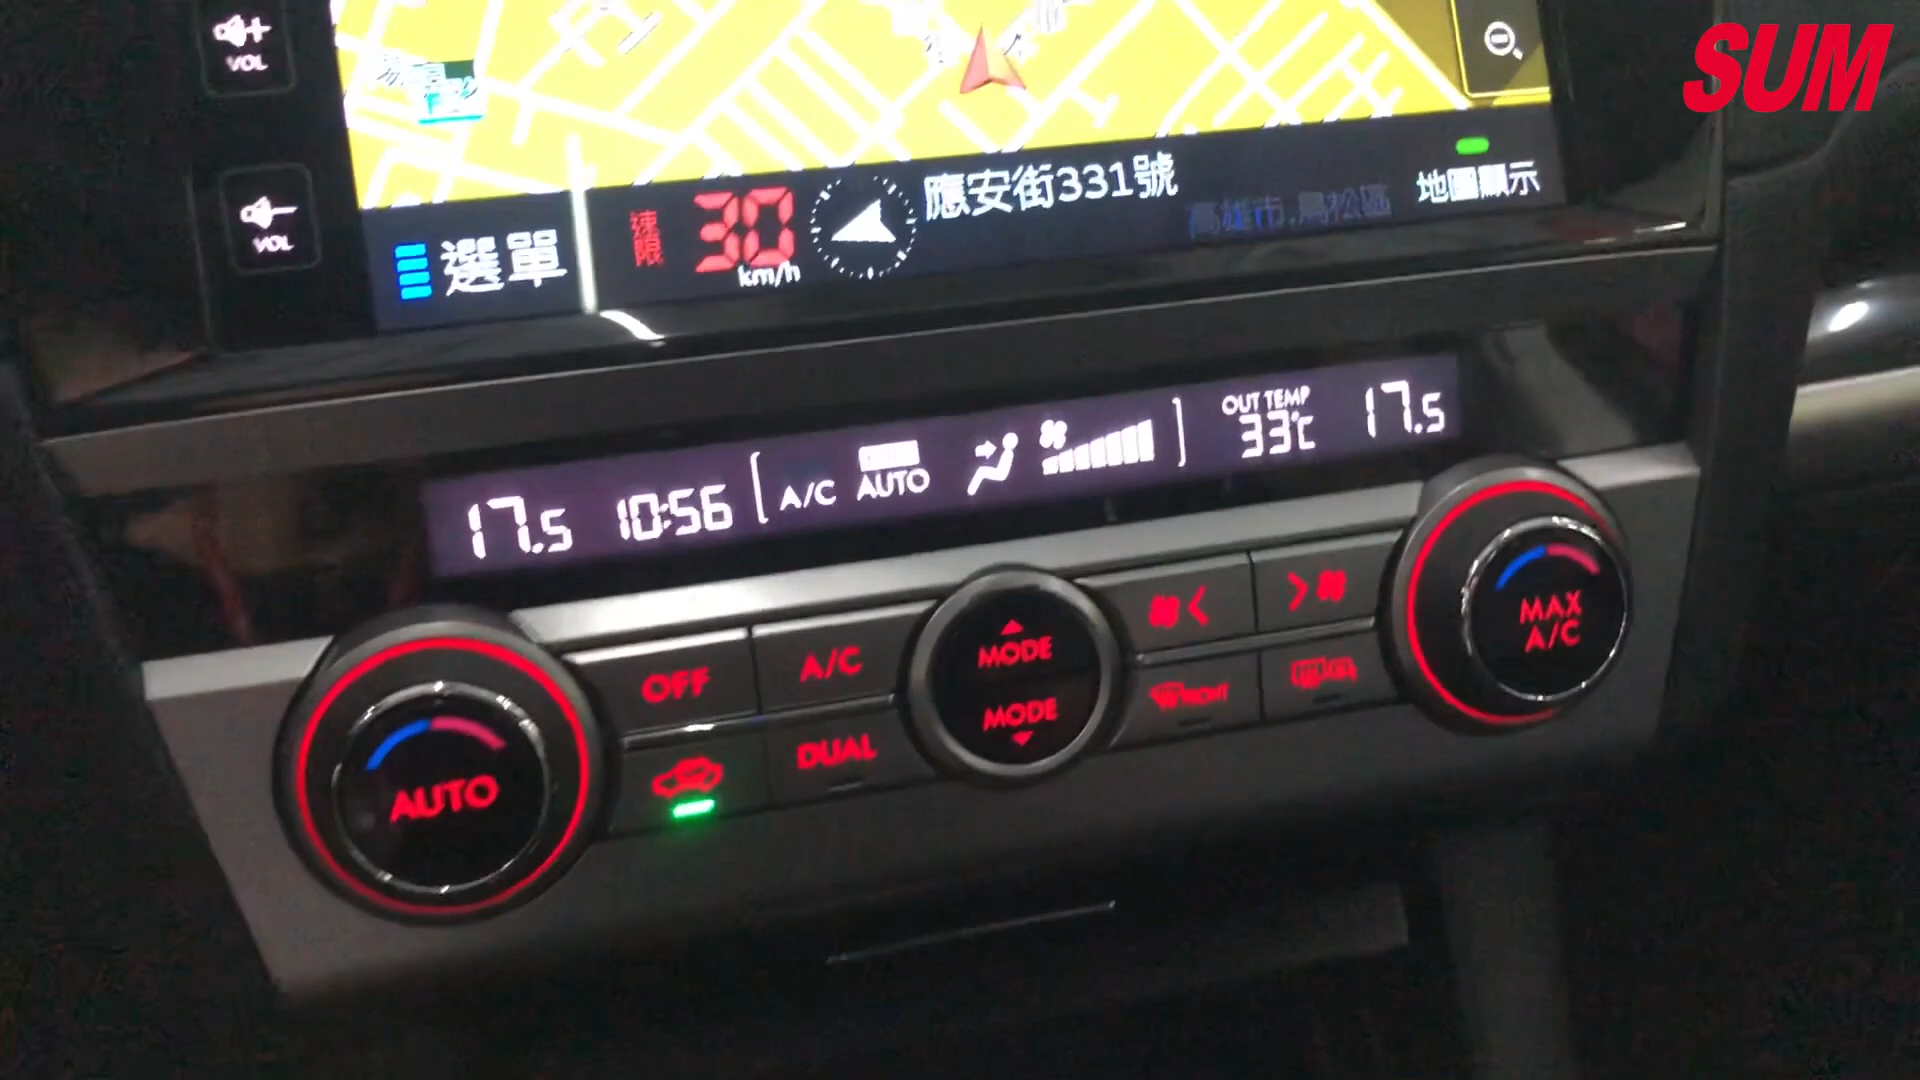 SUM
VOL
VOL
選單
速限
30
km/h
應安街331號
高雄市,鳥松區
地圖顯示
17.5 10:56 A/C AUTO OUT TEMP 33℃ 17.5
OFF A/C
MODE
MODE
MAX A/C
AUTO
DUAL
FRONT